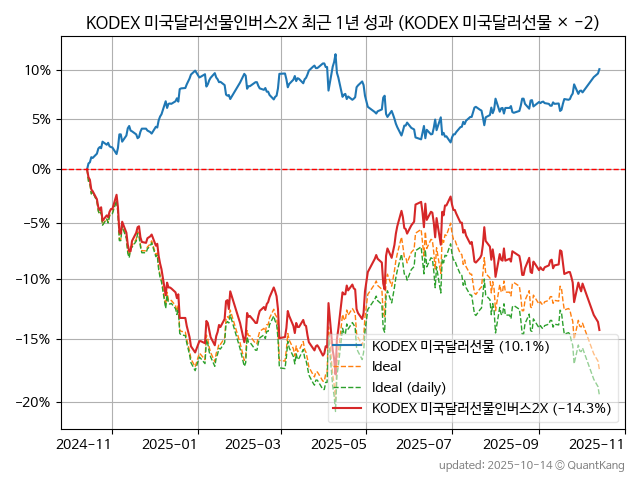 KODEX 미국달러선물인버스2X 최근 1년 성과 (KODEX 미국달러선물 × −2)
10%
5%
0%
−5%
−10%
−15%
−20%
KODEX 미국달러선물 (10.1%)
Ideal
Ideal (daily)
KODEX 미국달러선물인버스2X (−14.3%)
2024-11
2025-01
2025-03
2025-05
2025-07
2025-09
2025-11
updated: 2025-10-14 © QuantKang